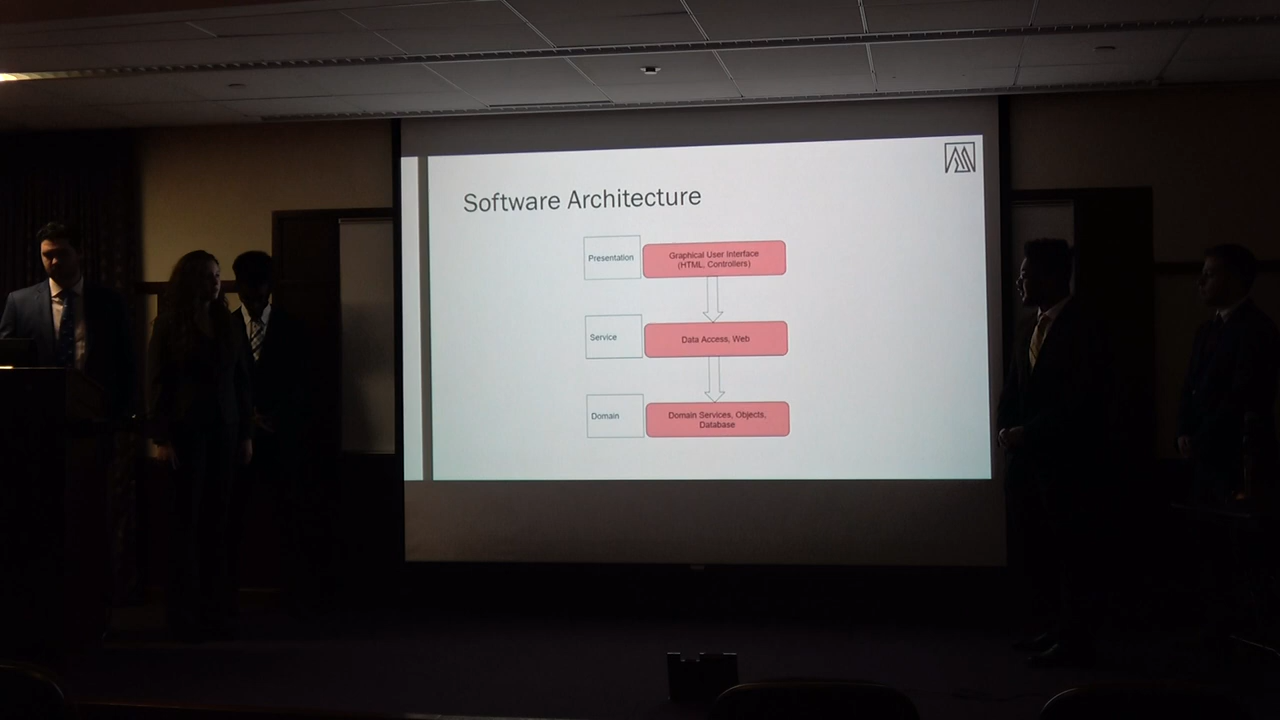 Software Architecture
Presentation
Graphical User Interface
(HTML, Controllers)
Service
Data Access, Web
Domain
Domain Services, Objects,
Database